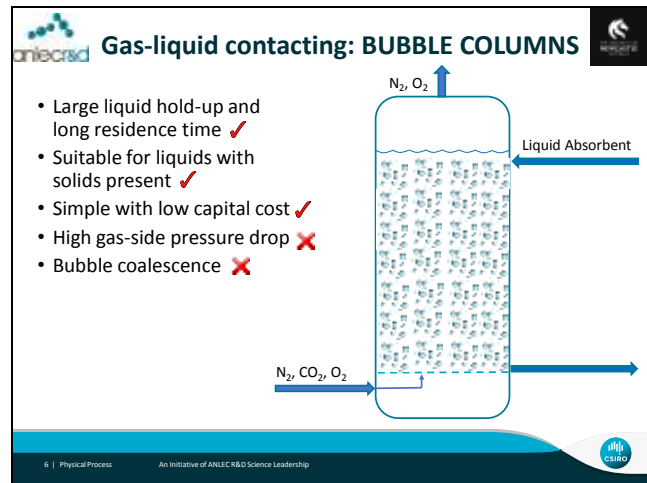 anlecr&d
Gas-liquid contacting: BUBBLE COLUMNS
N₂, O₂
• Large liquid hold-up and
long residence time ✓
• Suitable for liquids with
solids present ✓
• Simple with low capital cost ✓
• High gas-side pressure drop ✗
• Bubble coalescence ✗
Liquid Absorbent
N₂, CO₂, O₂
6 | Physical Process
An Initiative of ANLEC R&D Science Leadership
CSIRO